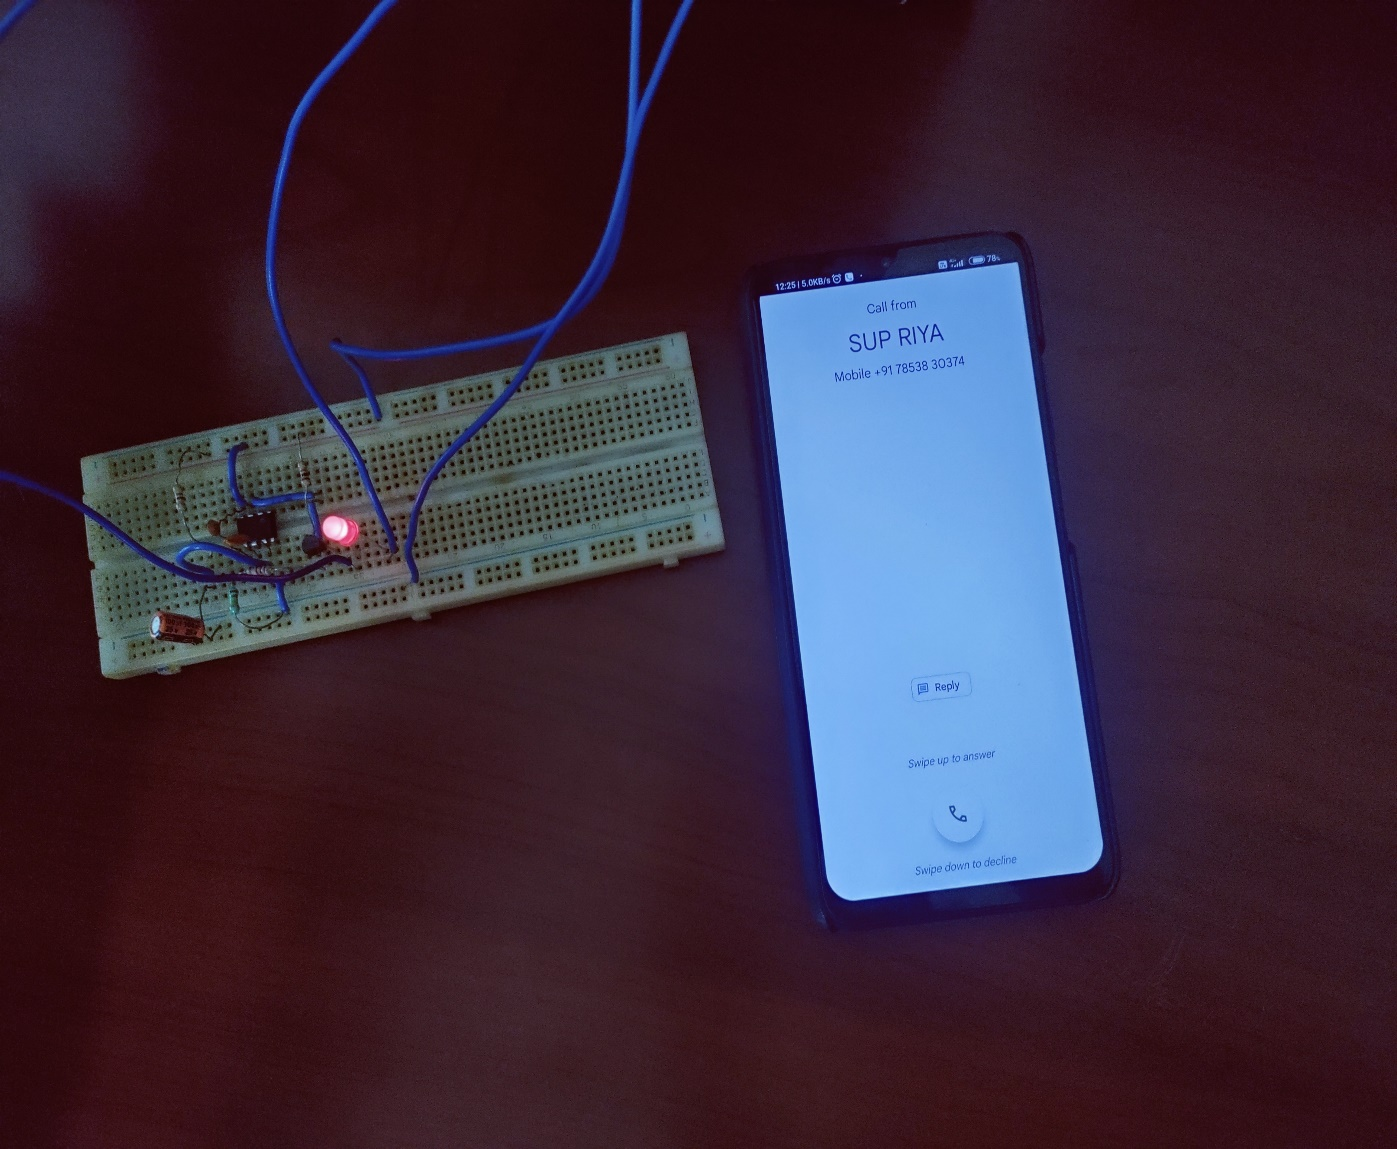 12:25 | 5.0KB/s
78%
Call from
SUP RIYA
Mobile +91 78538 30374
Reply
Swipe up to answer
Swipe down to decline